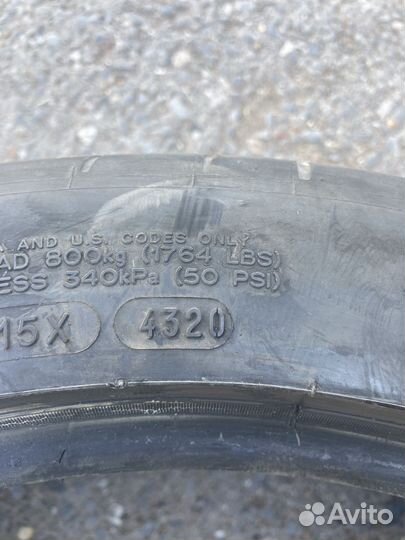 AND U.S. CODES ONLY
AD 800kg (1764 LBS)
ESS 340kPa (50 PSI)
15X 4320
Avito